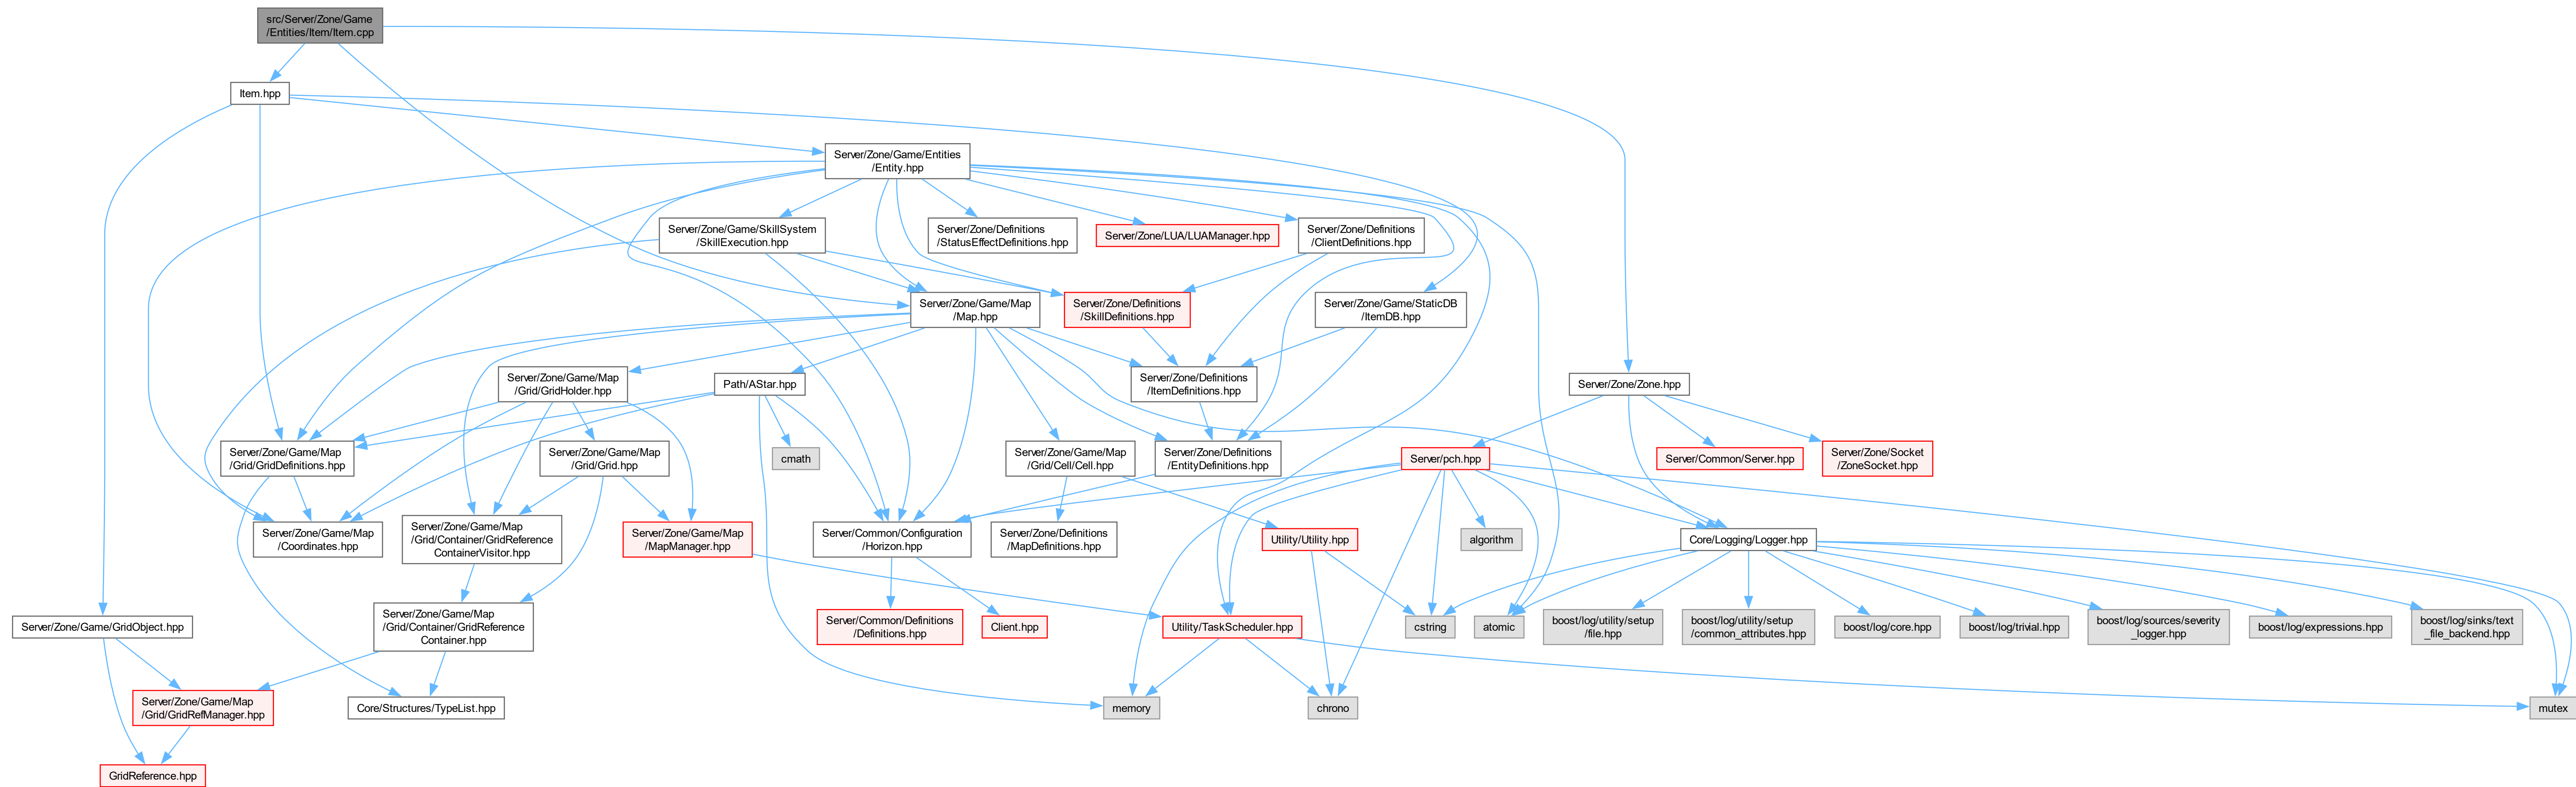 src/Server/Zone/Game
/Entities/Item/Item.cpp
Item.hpp
Server/Zone/Game/Entities
/Entity.hpp
Server/Zone/Game/SkillSystem
/SkillExecution.hpp
Server/Zone/Definitions
/StatusEffectDefinitions.hpp
Server/Zone/LUA/LUAManager.hpp
Server/Zone/Definitions
/ClientDefinitions.hpp
Server/Zone/Game/Map
/Map.hpp
Server/Zone/Definitions
/SkillDefinitions.hpp
Server/Zone/Game/StaticDB
/ItemDB.hpp
Server/Zone/Game/Map
/Grid/GridHolder.hpp
Path/AStar.hpp
Server/Zone/Definitions
/ItemDefinitions.hpp
Server/Zone/Zone.hpp
Server/Zone/Game/Map
/Grid/GridDefinitions.hpp
Server/Zone/Game/Map
/Grid/Grid.hpp
cmath
Server/Zone/Game/Map
/Grid/Cell/Cell.hpp
Server/Zone/Definitions
/EntityDefinitions.hpp
Server/pch.hpp
Server/Common/Server.hpp
Server/Zone/Socket
/ZoneSocket.hpp
Server/Zone/Game/Map
/Coordinates.hpp
Server/Zone/Game/Map
/Grid/Container/GridReference
ContainerVisitor.hpp
Server/Zone/Game/Map
/MapManager.hpp
Server/Common/Configuration
/Horizon.hpp
Server/Zone/Definitions
/MapDefinitions.hpp
Utility/Utility.hpp
algorithm
Core/Logging/Logger.hpp
Server/Zone/Game/GridObject.hpp
Server/Zone/Game/Map
/Grid/Container/GridReference
Container.hpp
Server/Common/Definitions
/Definitions.hpp
Client.hpp
Utility/TaskScheduler.hpp
cstring
atomic
boost/log/utility/setup
/file.hpp
boost/log/utility/setup
/common_attributes.hpp
boost/log/core.hpp
boost/log/trivial.hpp
boost/log/sources/severity
_logger.hpp
boost/log/expressions.hpp
boost/log/sinks/text
_file_backend.hpp
Server/Zone/Game/Map
/Grid/GridRefManager.hpp
Core/Structures/TypeList.hpp
memory
chrono
mutex
GridReference.hpp